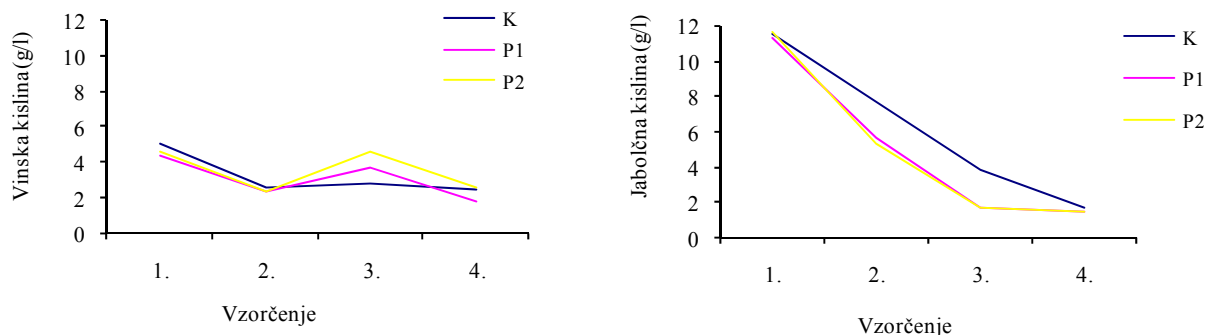 Vinska kislina (g/l)
12
10
8
6
4
2
0
1. 2. 3. 4.
Vzorčenje
K
P1
P2
Jabolčna kislina (g/l)
12
10
8
6
4
2
0
1. 2. 3. 4.
Vzorčenje
K
P1
P2